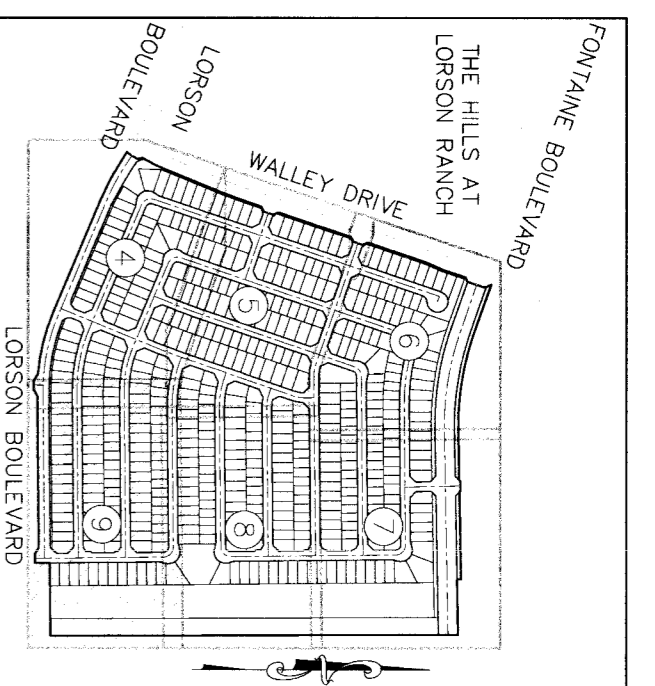 FONTAINE BOULEVARD
THE HILLS AT
LORSON RANCH
WALLEY DRIVE
LORSON
BOULEVARD
LORSON BOULEVARD
4
5
6
7
8
9
N